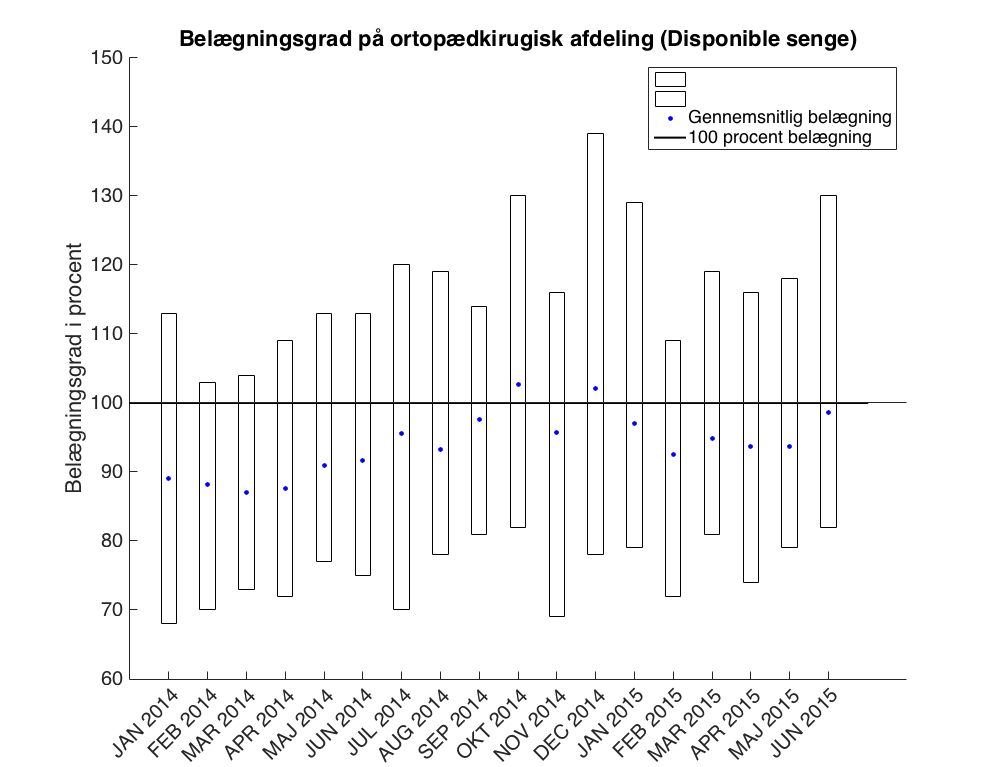 Belægningsgrad på ortopædkirugisk afdeling (Disponible senge)
Gennemsnitlig belægning
100 procent belægning
Belægningsgrad i procent
150
140
130
120
110
100
90
80
70
60
JAN 2014
FEB 2014
MAR 2014
APR 2014
MAJ 2014
JUN 2014
JUL 2014
AUG 2014
SEP 2014
OKT 2014
NOV 2014
DEC 2014
JAN 2015
FEB 2015
MAR 2015
APR 2015
MAJ 2015
JUN 2015